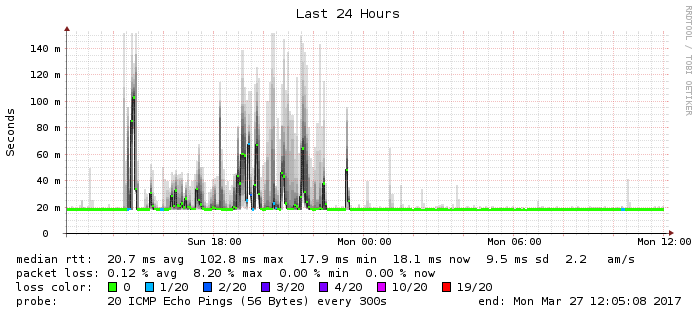 Last 24 Hours
RRDTOOL / TOBI OETIKER
Seconds
140 m
120 m
100 m
80 m
60 m
40 m
20 m
0
Sun 18:00 Mon 00:00 Mon 06:00 Mon 12:00
median rtt: 20.7 ms avg 102.8 ms max 17.9 ms min 18.1 ms now 9.5 ms sd 2.2 am/s
packet loss: 0.12 % avg 8.20 % max 0.00 % min 0.00 % now
loss color: 0 1/20 2/20 3/20 4/20 10/20 19/20
probe: 20 ICMP Echo Pings (56 Bytes) every 300s end: Mon Mar 27 12:05:08 2017